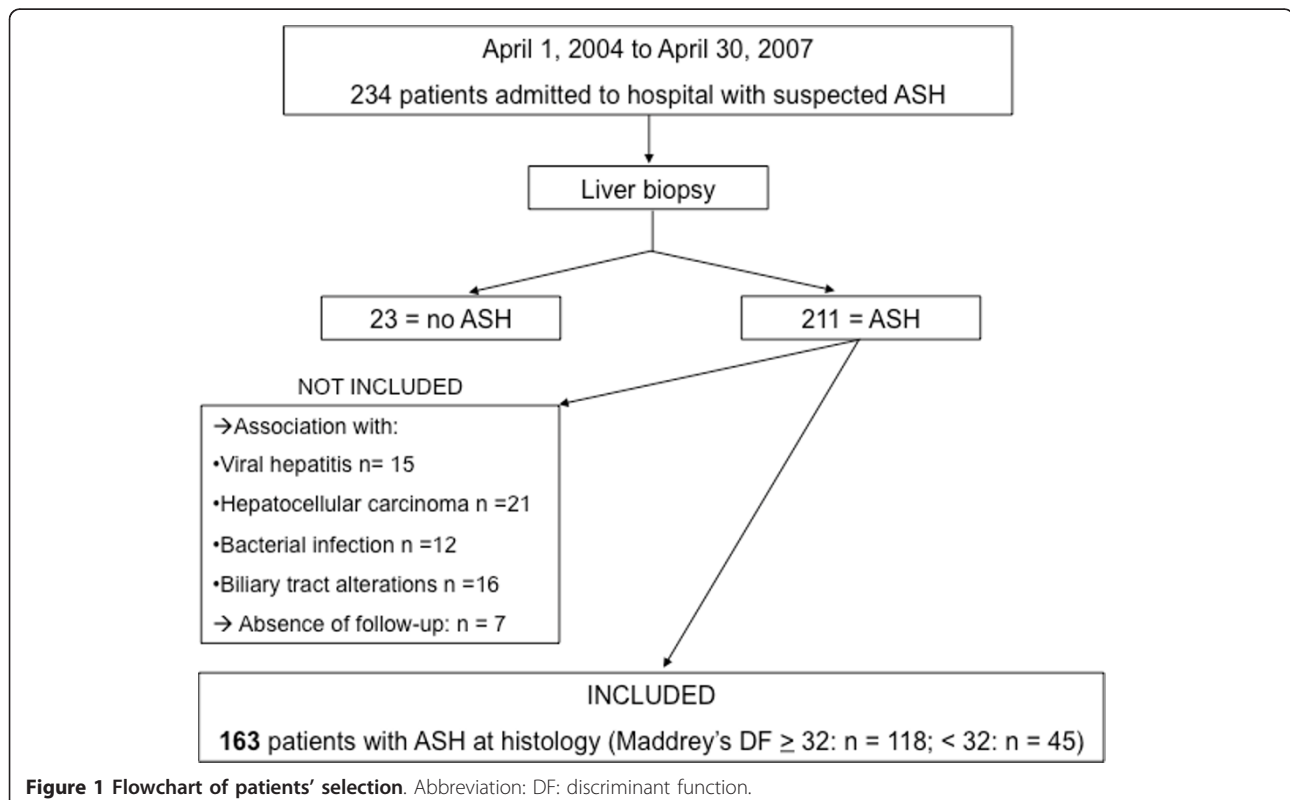 April 1, 2004 to April 30, 2007
234 patients admitted to hospital with suspected ASH
Liver biopsy
23 = no ASH
211 = ASH
NOT INCLUDED
→Association with:
•Viral hepatitis n= 15
•Hepatocellular carcinoma n =21
•Bacterial infection n =12
•Biliary tract alterations n =16
→ Absence of follow-up: n = 7
INCLUDED
163 patients with ASH at histology (Maddrey's DF ≥ 32: n = 118; < 32: n = 45)
Figure 1 Flowchart of patients' selection. Abbreviation: DF: discriminant function.